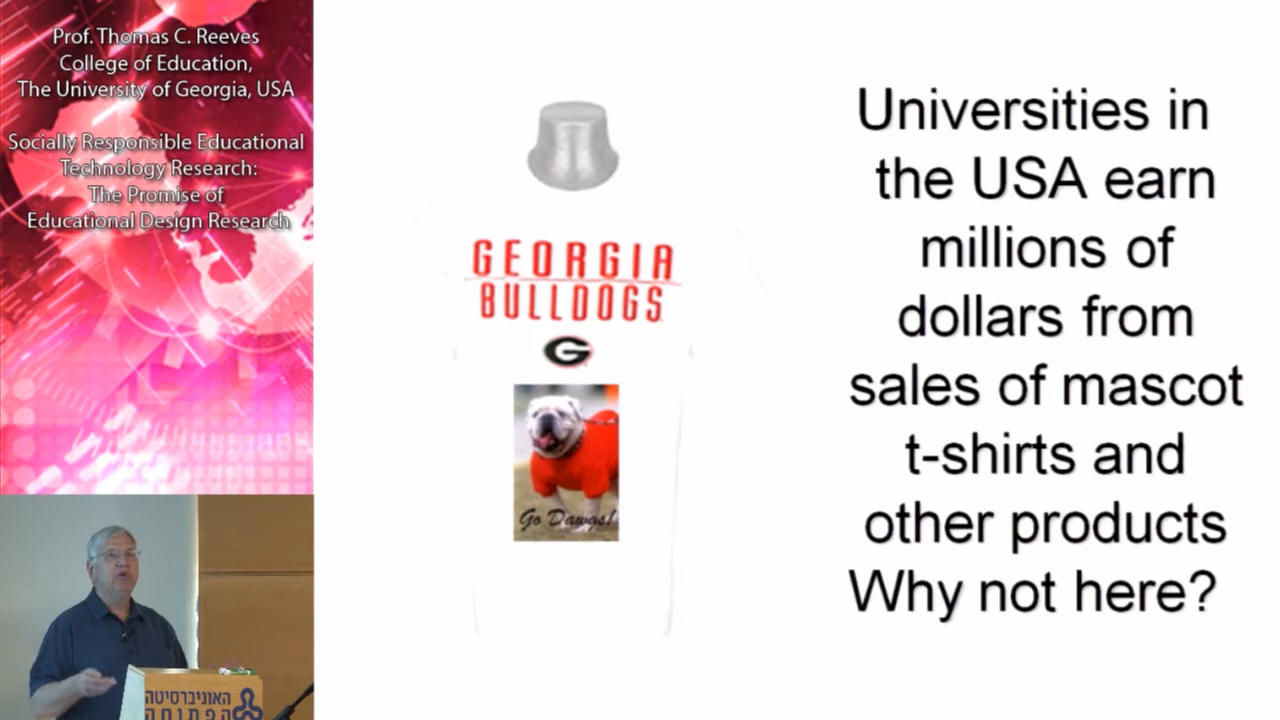 Prof. Thomas C. Reeves
College of Education,
The University of Georgia, USA
Socially Responsible Educational
Technology Research:
The Promise of
Educational Design Research
GEORGIA
BULLDOGS
G
Go Dawgs!
Universities in
the USA earn
millions of
dollars from
sales of mascot
t-shirts and
other products
Why not here?
האוניברסיטה
הפתוחה